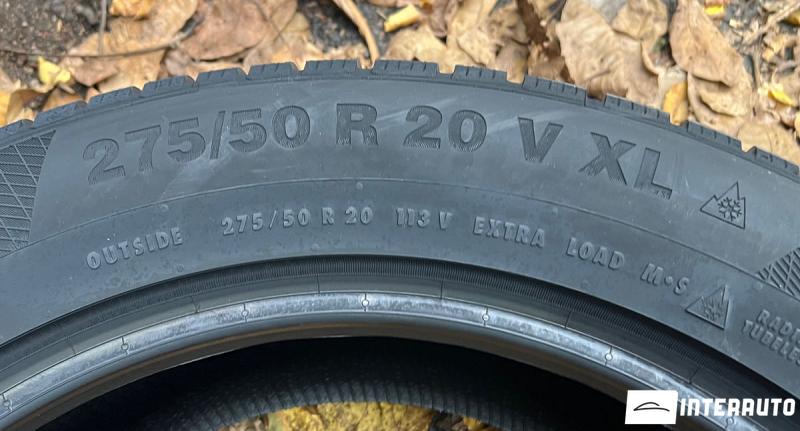 275/50 R 20 V XL
OUTSIDE 275/50 R 20 113 V EXTRA LOAD M•S
INTERAUTO